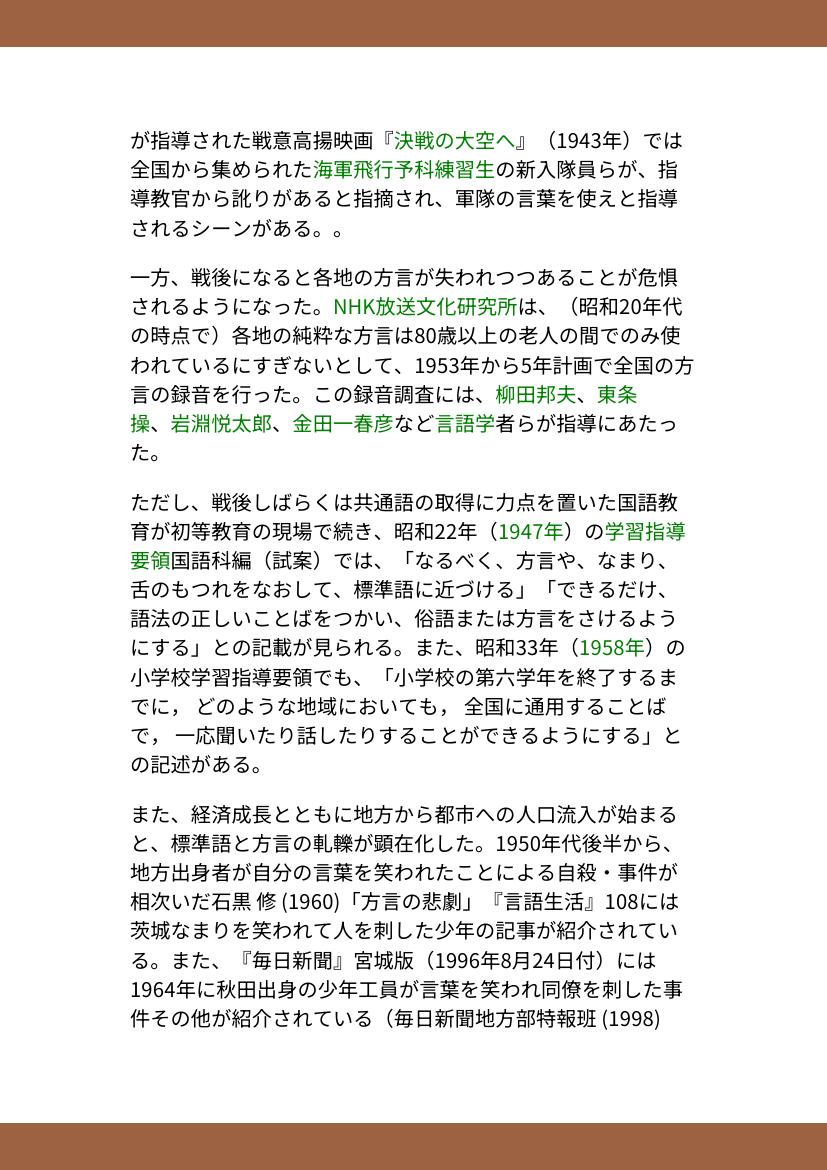 が指導された戦意高揚映画『決戦の大空へ』（1943年）では
全国から集められた海軍飛行予科練習生の新入隊員らが、指
導教官から訛りがあると指摘され、軍隊の言葉を使えと指導
されるシーンがある。。
一方、戦後になると各地の方言が失われつつあることが危惧
されるようになった。NHK放送文化研究所は、（昭和20年代
の時点で）各地の純粋な方言は80歳以上の老人の間でのみ使
われているにすぎないとして、1953年から5年計画で全国の方
言の録音を行った。この録音調査には、柳田邦夫、東条
操、岩淵悦太郎、金田一春彦など言語学者らが指導にあたっ
た。
ただし、戦後しばらくは共通語の取得に力点を置いた国語教
育が初等教育の現場で続き、昭和22年（1947年）の学習指導
要領国語科編（試案）では、「なるべく、方言や、なまり、
舌のもつれをなおして、標準語に近づける」「できるだけ、
語法の正しいことばをつかい、俗語または方言をさけるよう
にする」との記載が見られる。また、昭和33年（1958年）の
小学校学習指導要領でも、「小学校の第六学年を終了するま
でに， どのような地域においても， 全国に通用することば
で， 一応聞いたり話したりすることができるようにする」と
の記述がある。
また、経済成長とともに地方から都市への人口流入が始まる
と、標準語と方言の軋轢が顕在化した。1950年代後半から、
地方出身者が自分の言葉を笑われたことによる自殺・事件が
相次いだ石黒 修 (1960)「方言の悲劇」『言語生活』108には
茨城なまりを笑われて人を刺した少年の記事が紹介されてい
る。また、『毎日新聞』宮城版（1996年8月24日付）には
1964年に秋田出身の少年工員が言葉を笑われ同僚を刺した事
件その他が紹介されている（毎日新聞地方部特報班 (1998)